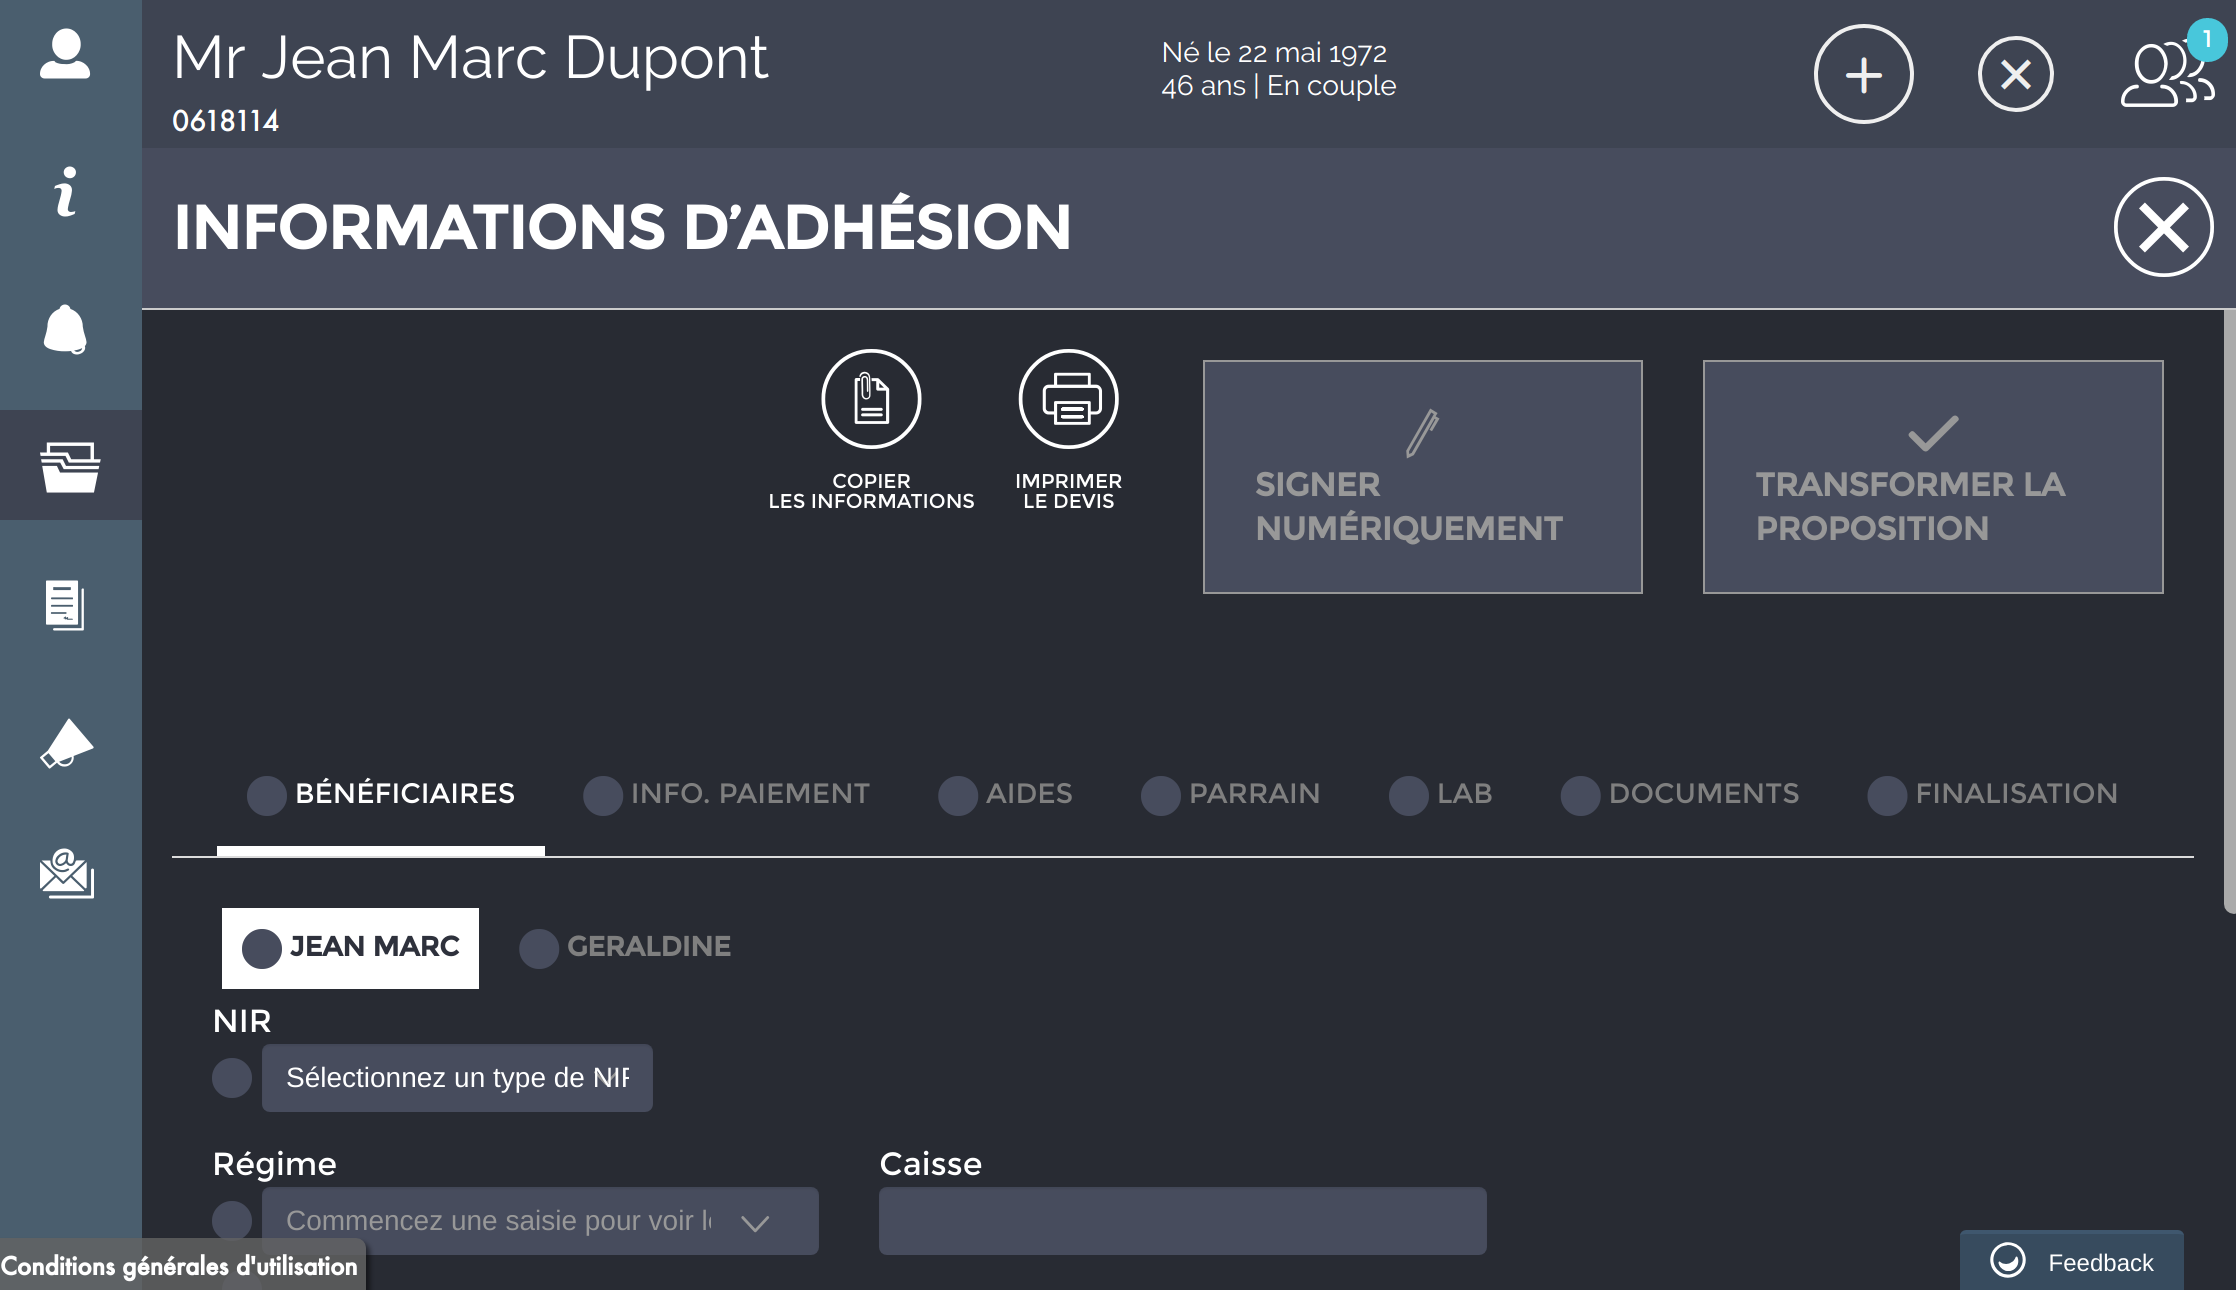 Mr Jean Marc Dupont
0618114
Né le 22 mai 1972
46 ans | En couple
1
INFORMATIONS D’ADHÉSION
COPIER
LES INFORMATIONS
IMPRIMER
LE DEVIS
SIGNER
NUMÉRIQUEMENT
TRANSFORMER LA
PROPOSITION
BÉNÉFICIAIRES
INFO. PAIEMENT
AIDES
PARRAIN
LAB
DOCUMENTS
FINALISATION
JEAN MARC
GERALDINE
NIR
Sélectionnez un type de NIR
Régime
Caisse
Commencez une saisie pour voir
Conditions générales d'utilisation
Feedback